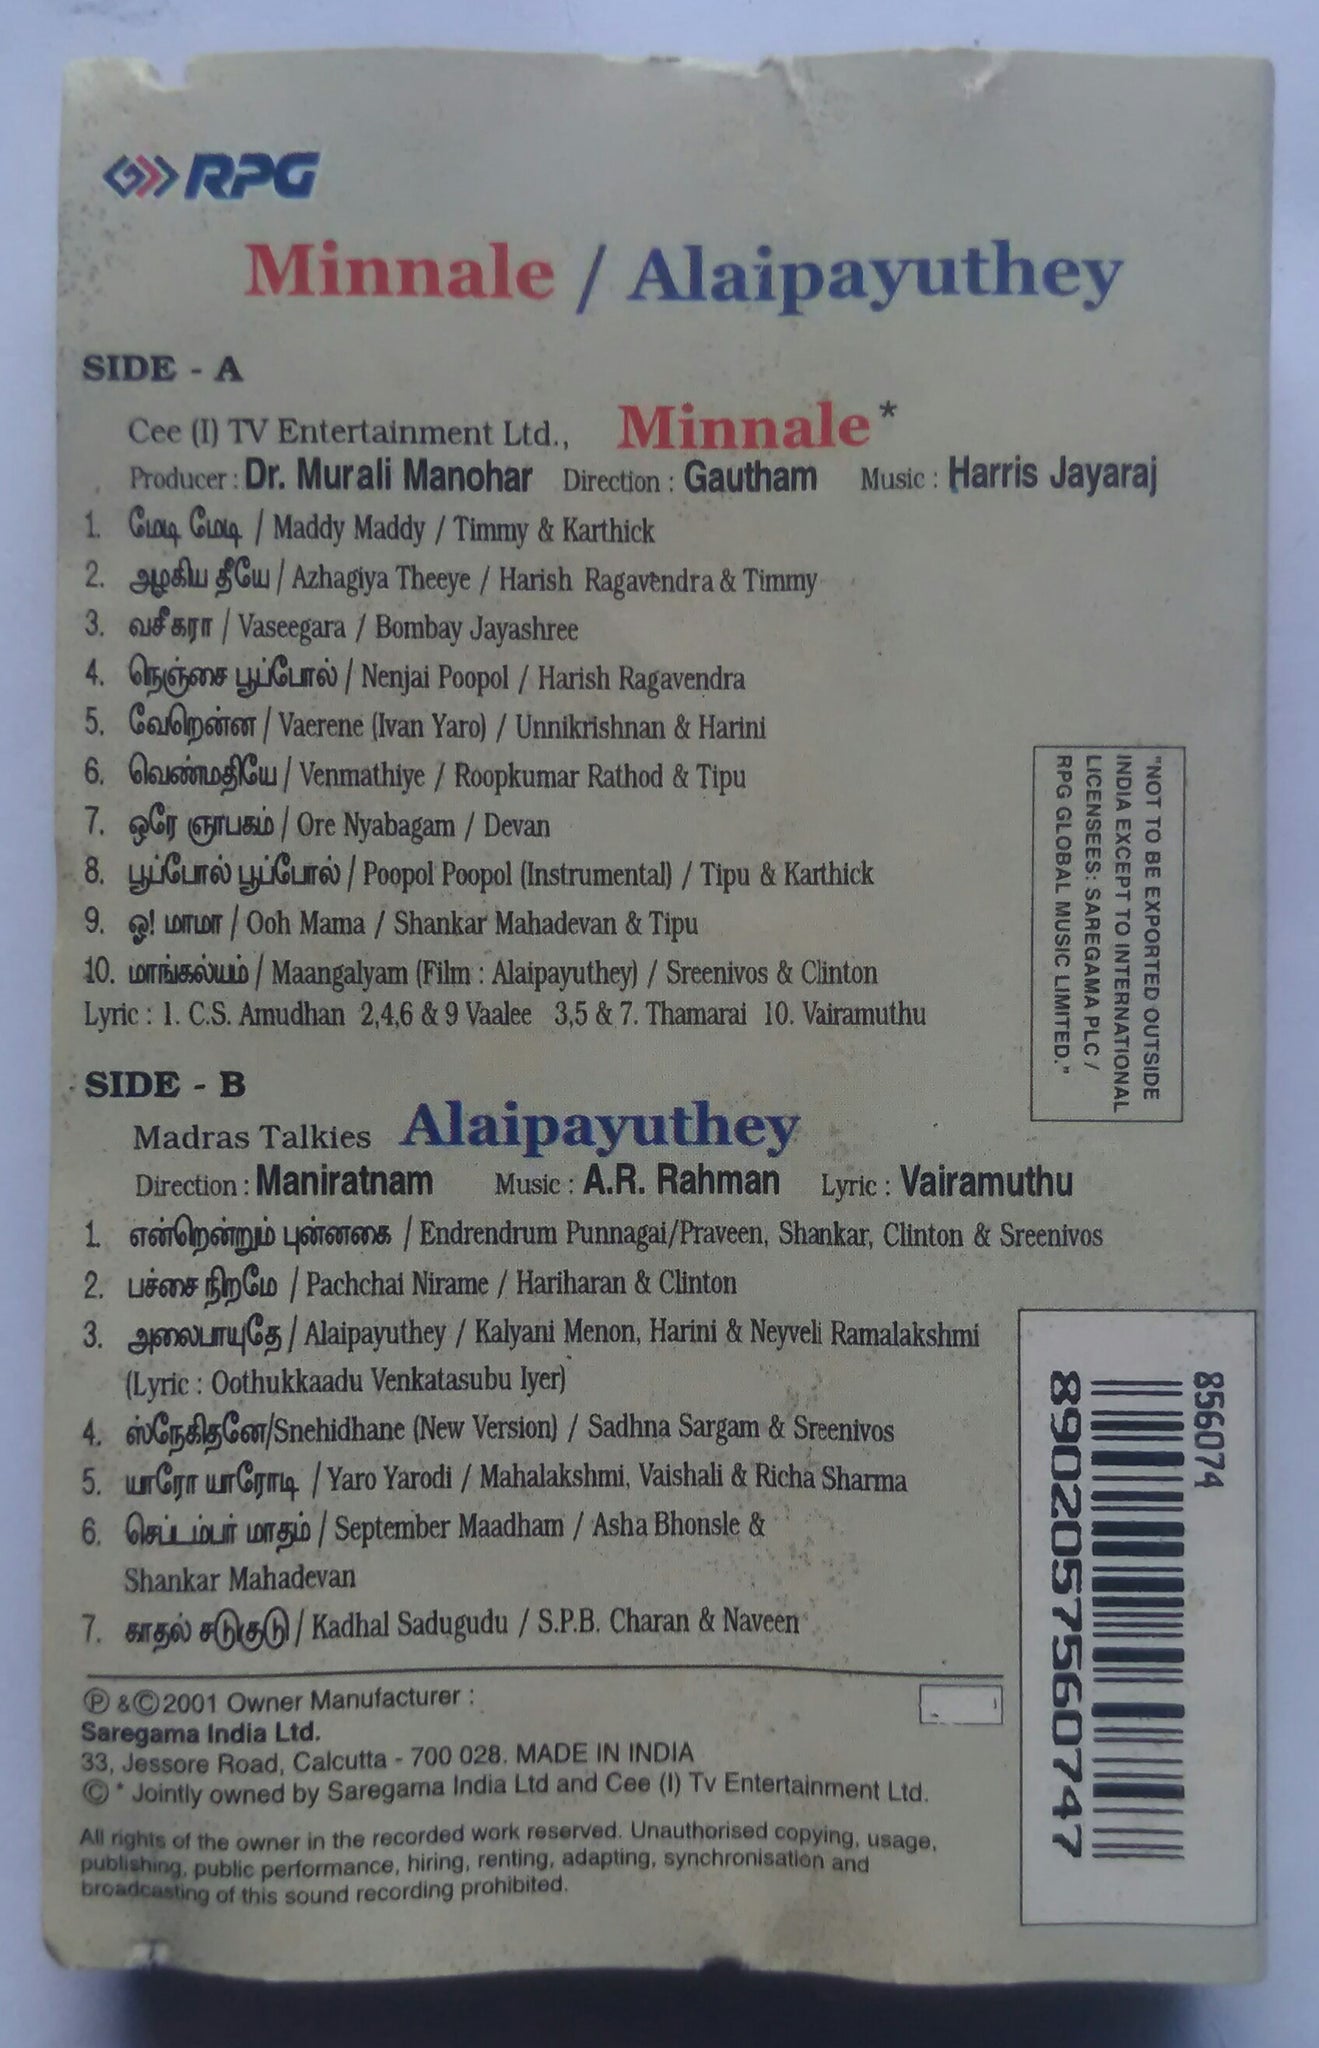 RPG
Minnale / Alaipayuthey
SIDE - A
Cee (I) TV Entertainment Ltd., Minnale*
Producer : Dr. Murali Manohar Direction : Gautham Music : Harris Jayaraj
1. மேடி மேடி / Maddy Maddy / Timmy & Karthick
2. அழகிய தீயே / Azhagiya Theeye / Harish Ragavendra & Timmy
3. வசீகரா / Vaseegara / Bombay Jayashree
4. நெஞ்சை பூப்போல் / Nenjai Poopol / Harish Ragavendra
5. வேறென்ன / Vaerene (Ivan Yaro) / Unnikrishnan & Harini
6. வெண்மதியே / Venmathiye / Roopkumar Rathod & Tipu
7. ஒரே ஞாபகம் / Ore Nyabagam / Devan
8. பூப்போல் பூப்போல் / Poopol Poopol (Instrumental) / Tipu & Karthick
9. ஓ! மாமா / Ooh Mama / Shankar Mahadevan & Tipu
10. மாங்கல்யம் / Maangalyam (Film : Alaipayuthey) / Sreenivos & Clinton
Lyric : 1. C.S. Amudhan 2,4,6 & 9 Vaalee 3,5 & 7. Thamarai 10. Vairamuthu
"NOT TO BE EXPORTED OUTSIDE
INDIA EXCEPT TO INTERNATIONAL
LICENSEES: SAREGAMA PLC /
RPG GLOBAL MUSIC LIMITED."
SIDE - B
Madras Talkies Alaipayuthey
Direction : Maniratnam Music : A.R. Rahman Lyric : Vairamuthu
1. என்றென்றும் புன்னகை / Endrendrum Punnagai/Praveen, Shankar, Clinton & Sreenivos
2. பச்சை நிறமே / Pachchai Nirame / Hariharan & Clinton
3. அலைபாயுதே / Alaipayuthey / Kalyani Menon, Harini & Neyveli Ramalakshmi
(Lyric : Oothukkaadu Venkatasubu Iyer)
4. ஸ்நேகிதனே/Snehidhane (New Version) / Sadhna Sargam & Sreenivos
5. யாரோ யாரோடி / Yaro Yarodi / Mahalakshmi, Vaishali & Richa Sharma
6. செப்டம்பர் மாதம் / September Maadham / Asha Bhonsle &
Shankar Mahadevan
7. காதல் சடுகுடு / Kadhal Sadugudu / S.P.B. Charan & Naveen
856074
8902057560747
Ⓟ &©2001 Owner Manufacturer :
Saregama India Ltd.
33, Jessore Road, Calcutta - 700 028. MADE IN INDIA
© * Jointly owned by Saregama India Ltd and Cee (I) Tv Entertainment Ltd.
All rights of the owner in the recorded work reserved. Unauthorised copying, usage,
publishing, public performance, hiring, renting, adapting, synchronisation and
broadcasting of this sound recording prohibited.